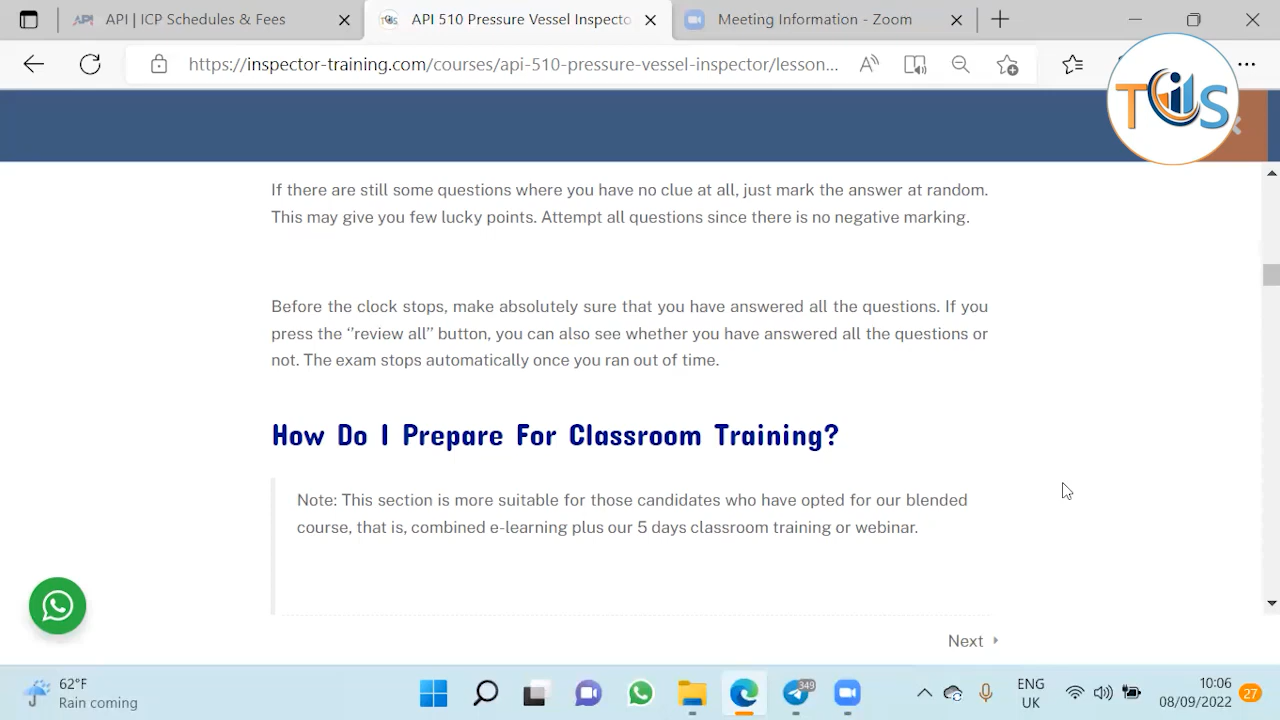 API | ICP Schedules & Fees
API 510 Pressure Vessel Inspecto
Meeting Information - Zoom
https://inspector-training.com/courses/api-510-pressure-vessel-inspector/lesson...
TIIS
If there are still some questions where you have no clue at all, just mark the answer at random.
This may give you few lucky points. Attempt all questions since there is no negative marking.
Before the clock stops, make absolutely sure that you have answered all the questions. If you
press the ‘’review all’’ button, you can also see whether you have answered all the questions or
not. The exam stops automatically once you ran out of time.
How Do I Prepare For Classroom Training?
Note: This section is more suitable for those candidates who have opted for our blended
course, that is, combined e-learning plus our 5 days classroom training or webinar.
Next
62°F
Rain coming
349
ENG
UK
10:06
08/09/2022
27